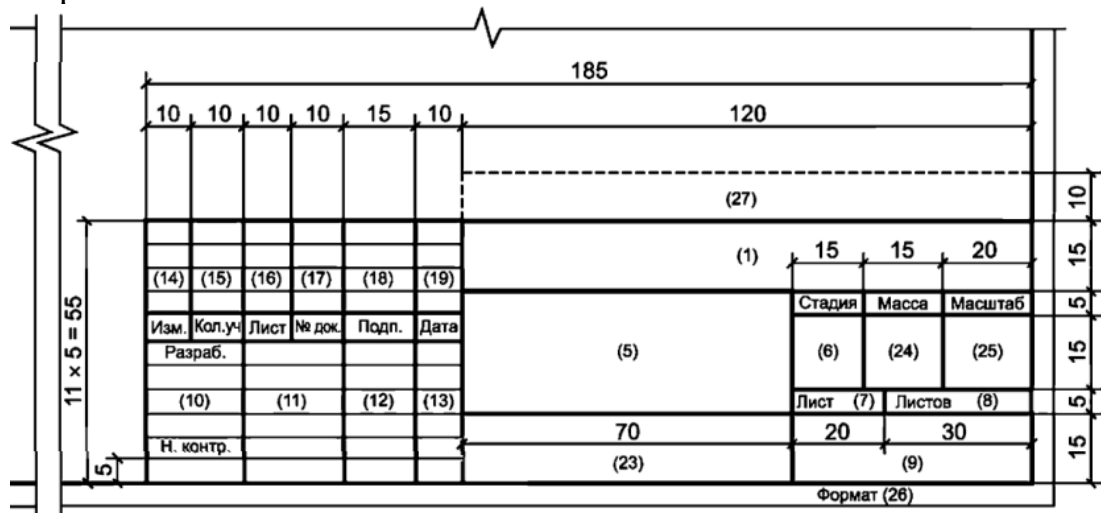 185
10 10 10 10 15 10 120
(27)
10
(1) 15 15 20
15
(14) (15) (16) (17) (18) (19)
Стадия Масса Масштаб
5
Изм. Кол.уч Лист № док. Подп. Дата
Разраб.
(5) (6) (24) (25)
15
11 × 5 = 55
(10) (11) (12) (13)
Лист (7) Листов (8)
5
Н. контр.
70 20 30
15
5
(23) (9)
Формат (26)